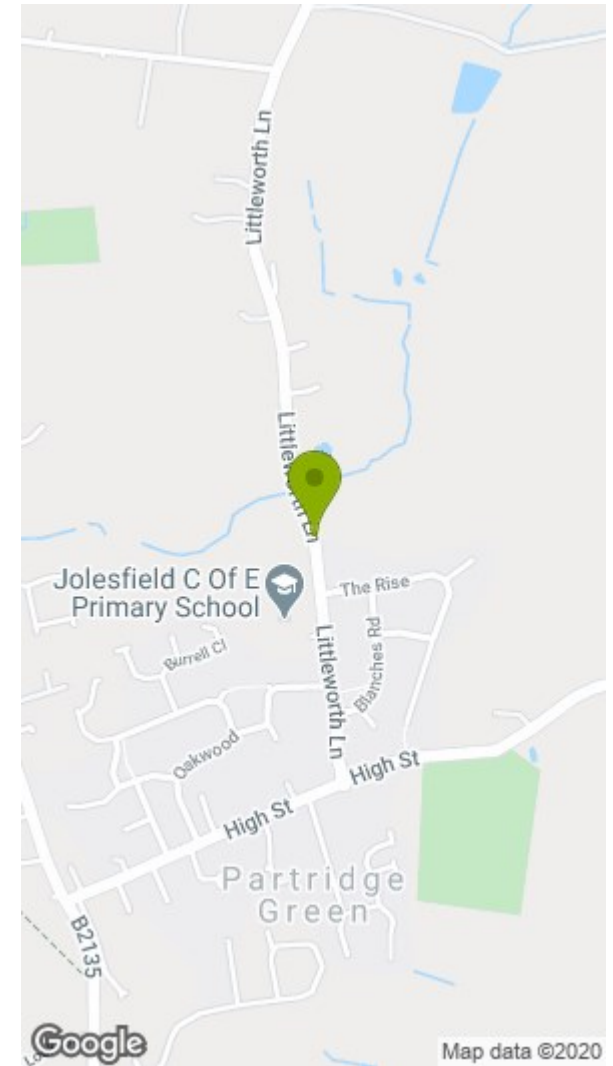 Littleworth Ln
Littleworth Ln
Jolesfield C Of E
Primary School
The Rise
Burrell Cl
Littleworth Ln
Blanches Rd
Oakwood
High St
High St
Partridge
Green
B2135
Google
Map data ©2020